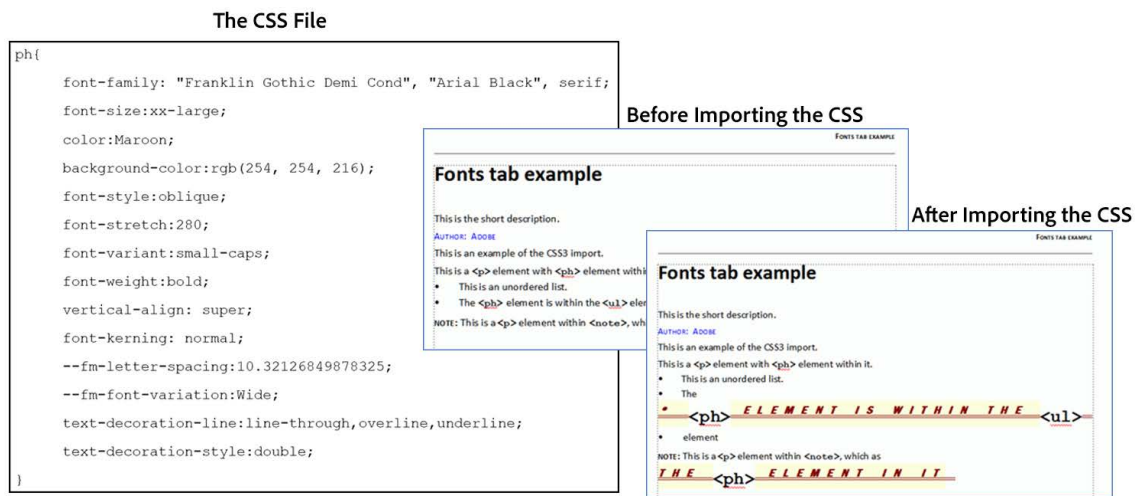 The CSS File
ph{
font-family: "Franklin Gothic Demi Cond", "Arial Black", serif;
font-size:xx-large;
color:Maroon;
background-color:rgb(254, 254, 216);
font-style:oblique;
font-stretch:280;
font-variant:small-caps;
font-weight:bold;
vertical-align: super;
font-kerning: normal;
--fm-letter-spacing:10.32126849878325;
--fm-font-variation:Wide;
text-decoration-line:line-through,overline,underline;
text-decoration-style:double;
}
Before Importing the CSS
FONTS TAB EXAMPLE
Fonts tab example
This is the short description.
AUTHOR: ADOBE
This is an example of the CSS3 import.
This is a <p> element with <ph> element withi
• This is an unordered list.
• The <ph> element is within the <ul> elem
NOTE: This is a <p> element within <note>, wh
After Importing the CSS
FONTS TAB EXAMPLE
Fonts tab example
This is the short description.
AUTHOR: ADOBE
This is an example of the CSS3 import.
This is a <p> element with <ph> element within it.
• This is an unordered list.
• The
• <ph> ELEMENT IS WITHIN THE <ul>
• element
NOTE: This is a <p> element within <note>, which as
THE <ph> ELEMENT IN IT